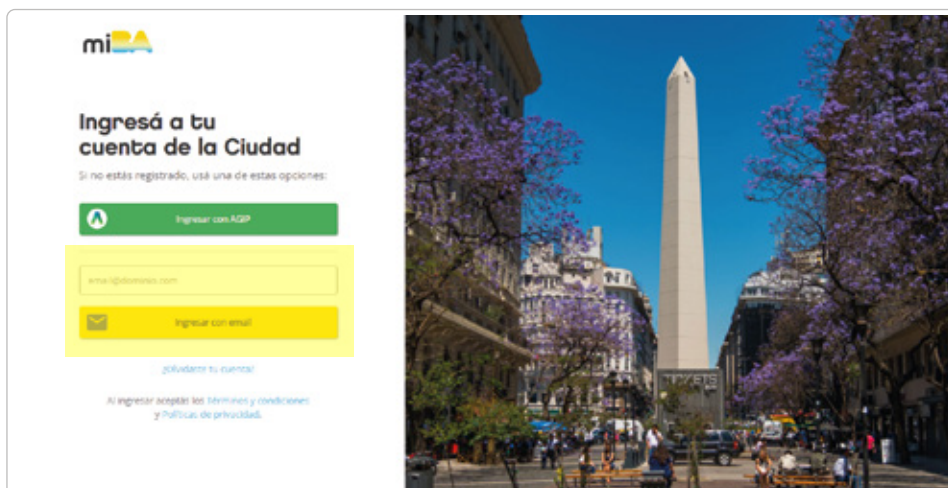 miBA
Ingresá a tu
cuenta de la Ciudad
Si no estás registrado, usá una de estas opciones:
Ingresar con AGIP
email@dominio.com
Ingresar con email
¿Olvidaste tu cuenta?
Al ingresar aceptás los Términos y condiciones
y Políticas de privacidad.
TICKETS